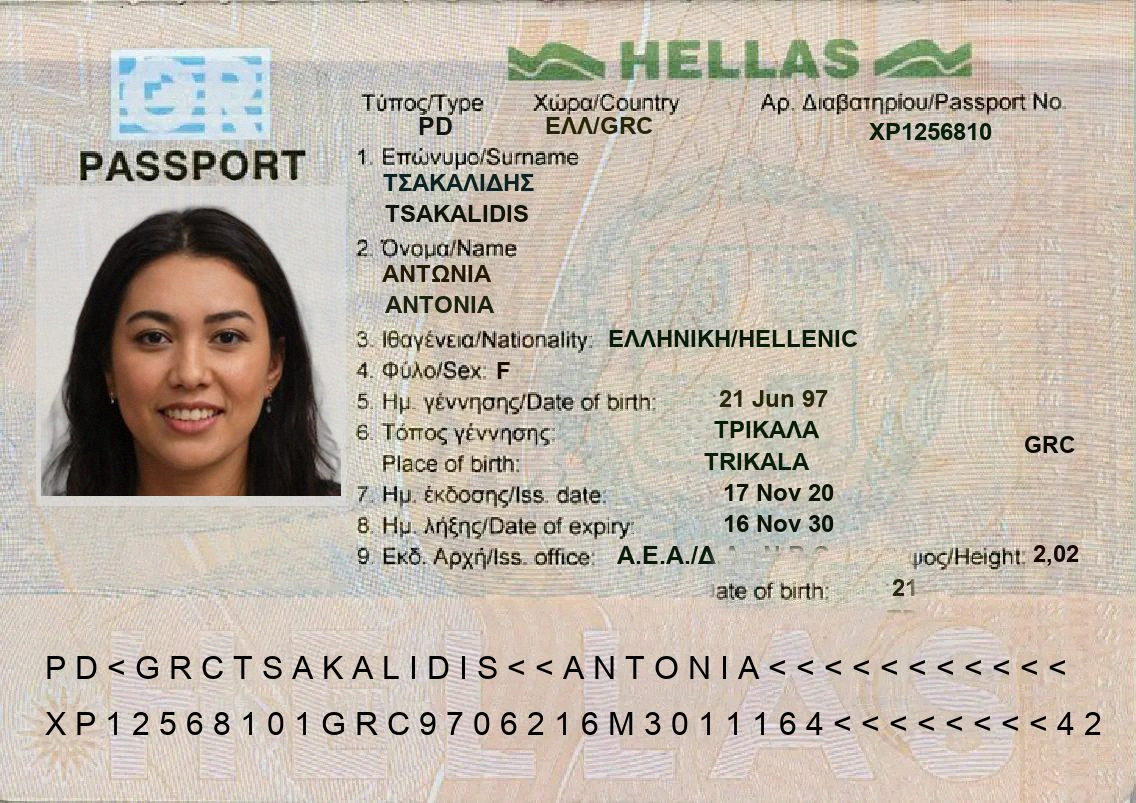 GR
HELLAS
Τύπος/Type Χώρα/Country Αρ. Διαβατηρίου/Passport No.
PD ΕΛΛ/GRC XP1256810
PASSPORT
1. Επώνυμο/Surname
ΤΣΑΚΑΛΙΔΗΣ
TSAKALIDIS
2. Όνομα/Name
ΑΝΤΩΝΙΑ
ANTONIA
3. Ιθαγένεια/Nationality: ΕΛΛΗΝΙΚΗ/HELLENIC
4. Φύλο/Sex: F
5. Ημ. γέννησης/Date of birth: 21 Jun 97
6. Τόπος γέννησης: ΤΡΙΚΑΛΑ
Place of birth: TRIKALA GRC
7. Ημ. έκδοσης/Iss. date: 17 Nov 20
8. Ημ. λήξης/Date of expiry: 16 Nov 30
9 Εκδ. Αρχή/Iss. office: Α.Ε.Α./Δ μος/Height: 2,02
ate of birth: 21
HELLAS
PD<GRCTSAKALIDIS<<ANTONIA<<<<<<<<<<<
XP12568101GRC9706216M3011164<<<<<<<<42